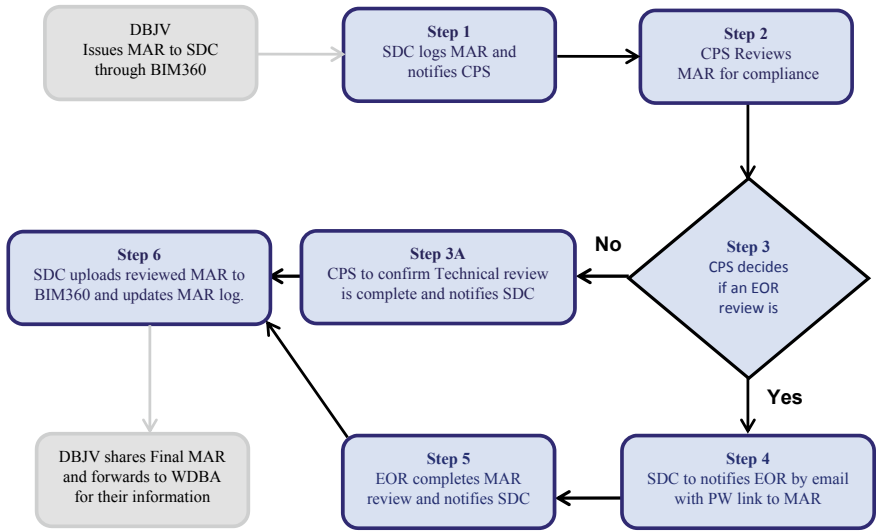 DBJV
Issues MAR to SDC
through BIM360
Step 1
SDC logs MAR and
notifies CPS
Step 2
CPS Reviews
MAR for compliance
Step 3
CPS decides
if an EOR
review is
No
Step 3A
CPS to confirm Technical review
is complete and notifies SDC
Step 6
SDC uploads reviewed MAR to
BIM360 and updates MAR log.
Yes
Step 4
SDC to notifies EOR by email
with PW link to MAR
Step 5
EOR completes MAR
review and notifies SDC
DBJV shares Final MAR
and forwards to WDBA
for their information